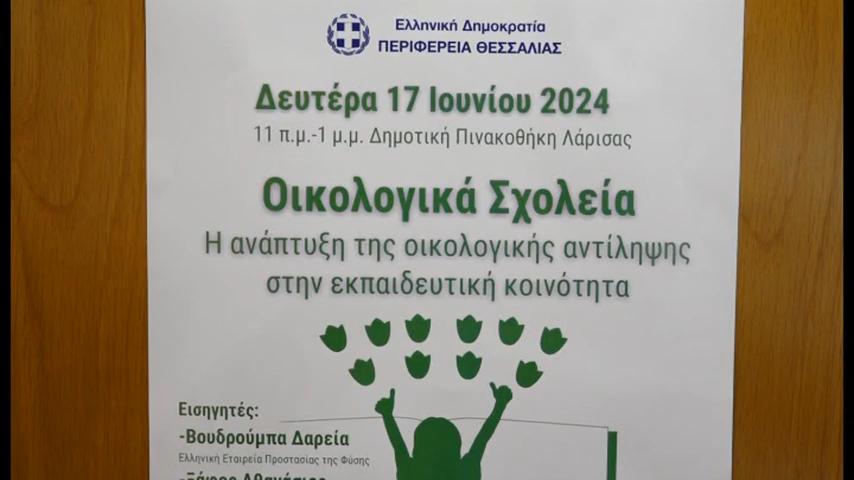 Ελληνική Δημοκρατία
ΠΕΡΙΦΕΡΕΙΑ ΘΕΣΣΑΛΙΑΣ
Δευτέρα 17 Ιουνίου 2024
11 π.μ.-1 μ.μ. Δημοτική Πινακοθήκη Λάρισας
Οικολογικά Σχολεία
Η ανάπτυξη της οικολογικής αντίληψης
στην εκπαιδευτική κοινότητα
Εισηγητές:
-Βουδρούμπα Δαρεία
Ελληνική Εταιρεία Προστασίας της Φύσης